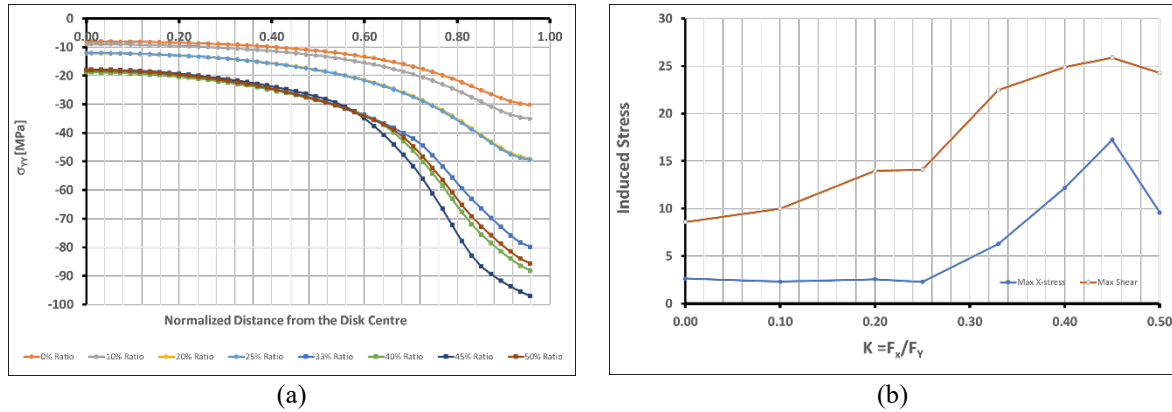 0
0.00 0.20 0.40 0.60 0.80 1.00
-10
-20
-30
-40
-50
-60
-70
-80
-90
-100
σYY [MPa]
Normalized Distance from the Disk Centre
0% Ratio 10% Ratio 20% Ratio 25% Ratio 33% Ratio 40% Ratio 45% Ratio 50% Ratio
(a)
30
25
20
15
10
5
0
Induced Stress
Max X-stress Max Shear
0.00 0.10 0.20 0.30 0.40 0.50
K =Fx/FY
(b)